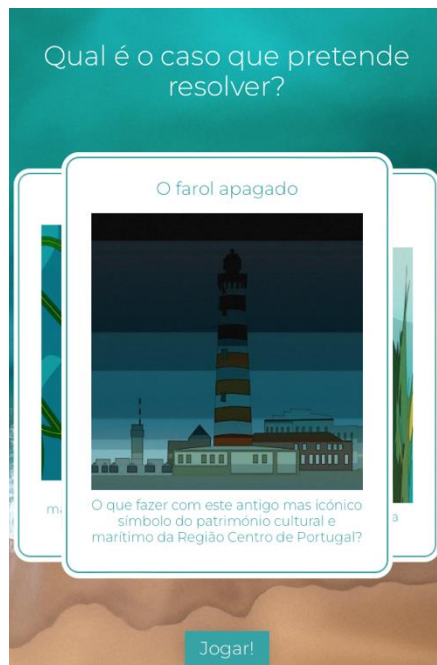 Qual é o caso que pretende
resolver?
O farol apagado
O que fazer com este antigo mas icónico
símbolo do património cultural e
marítimo da Região Centro de Portugal?
Jogar!